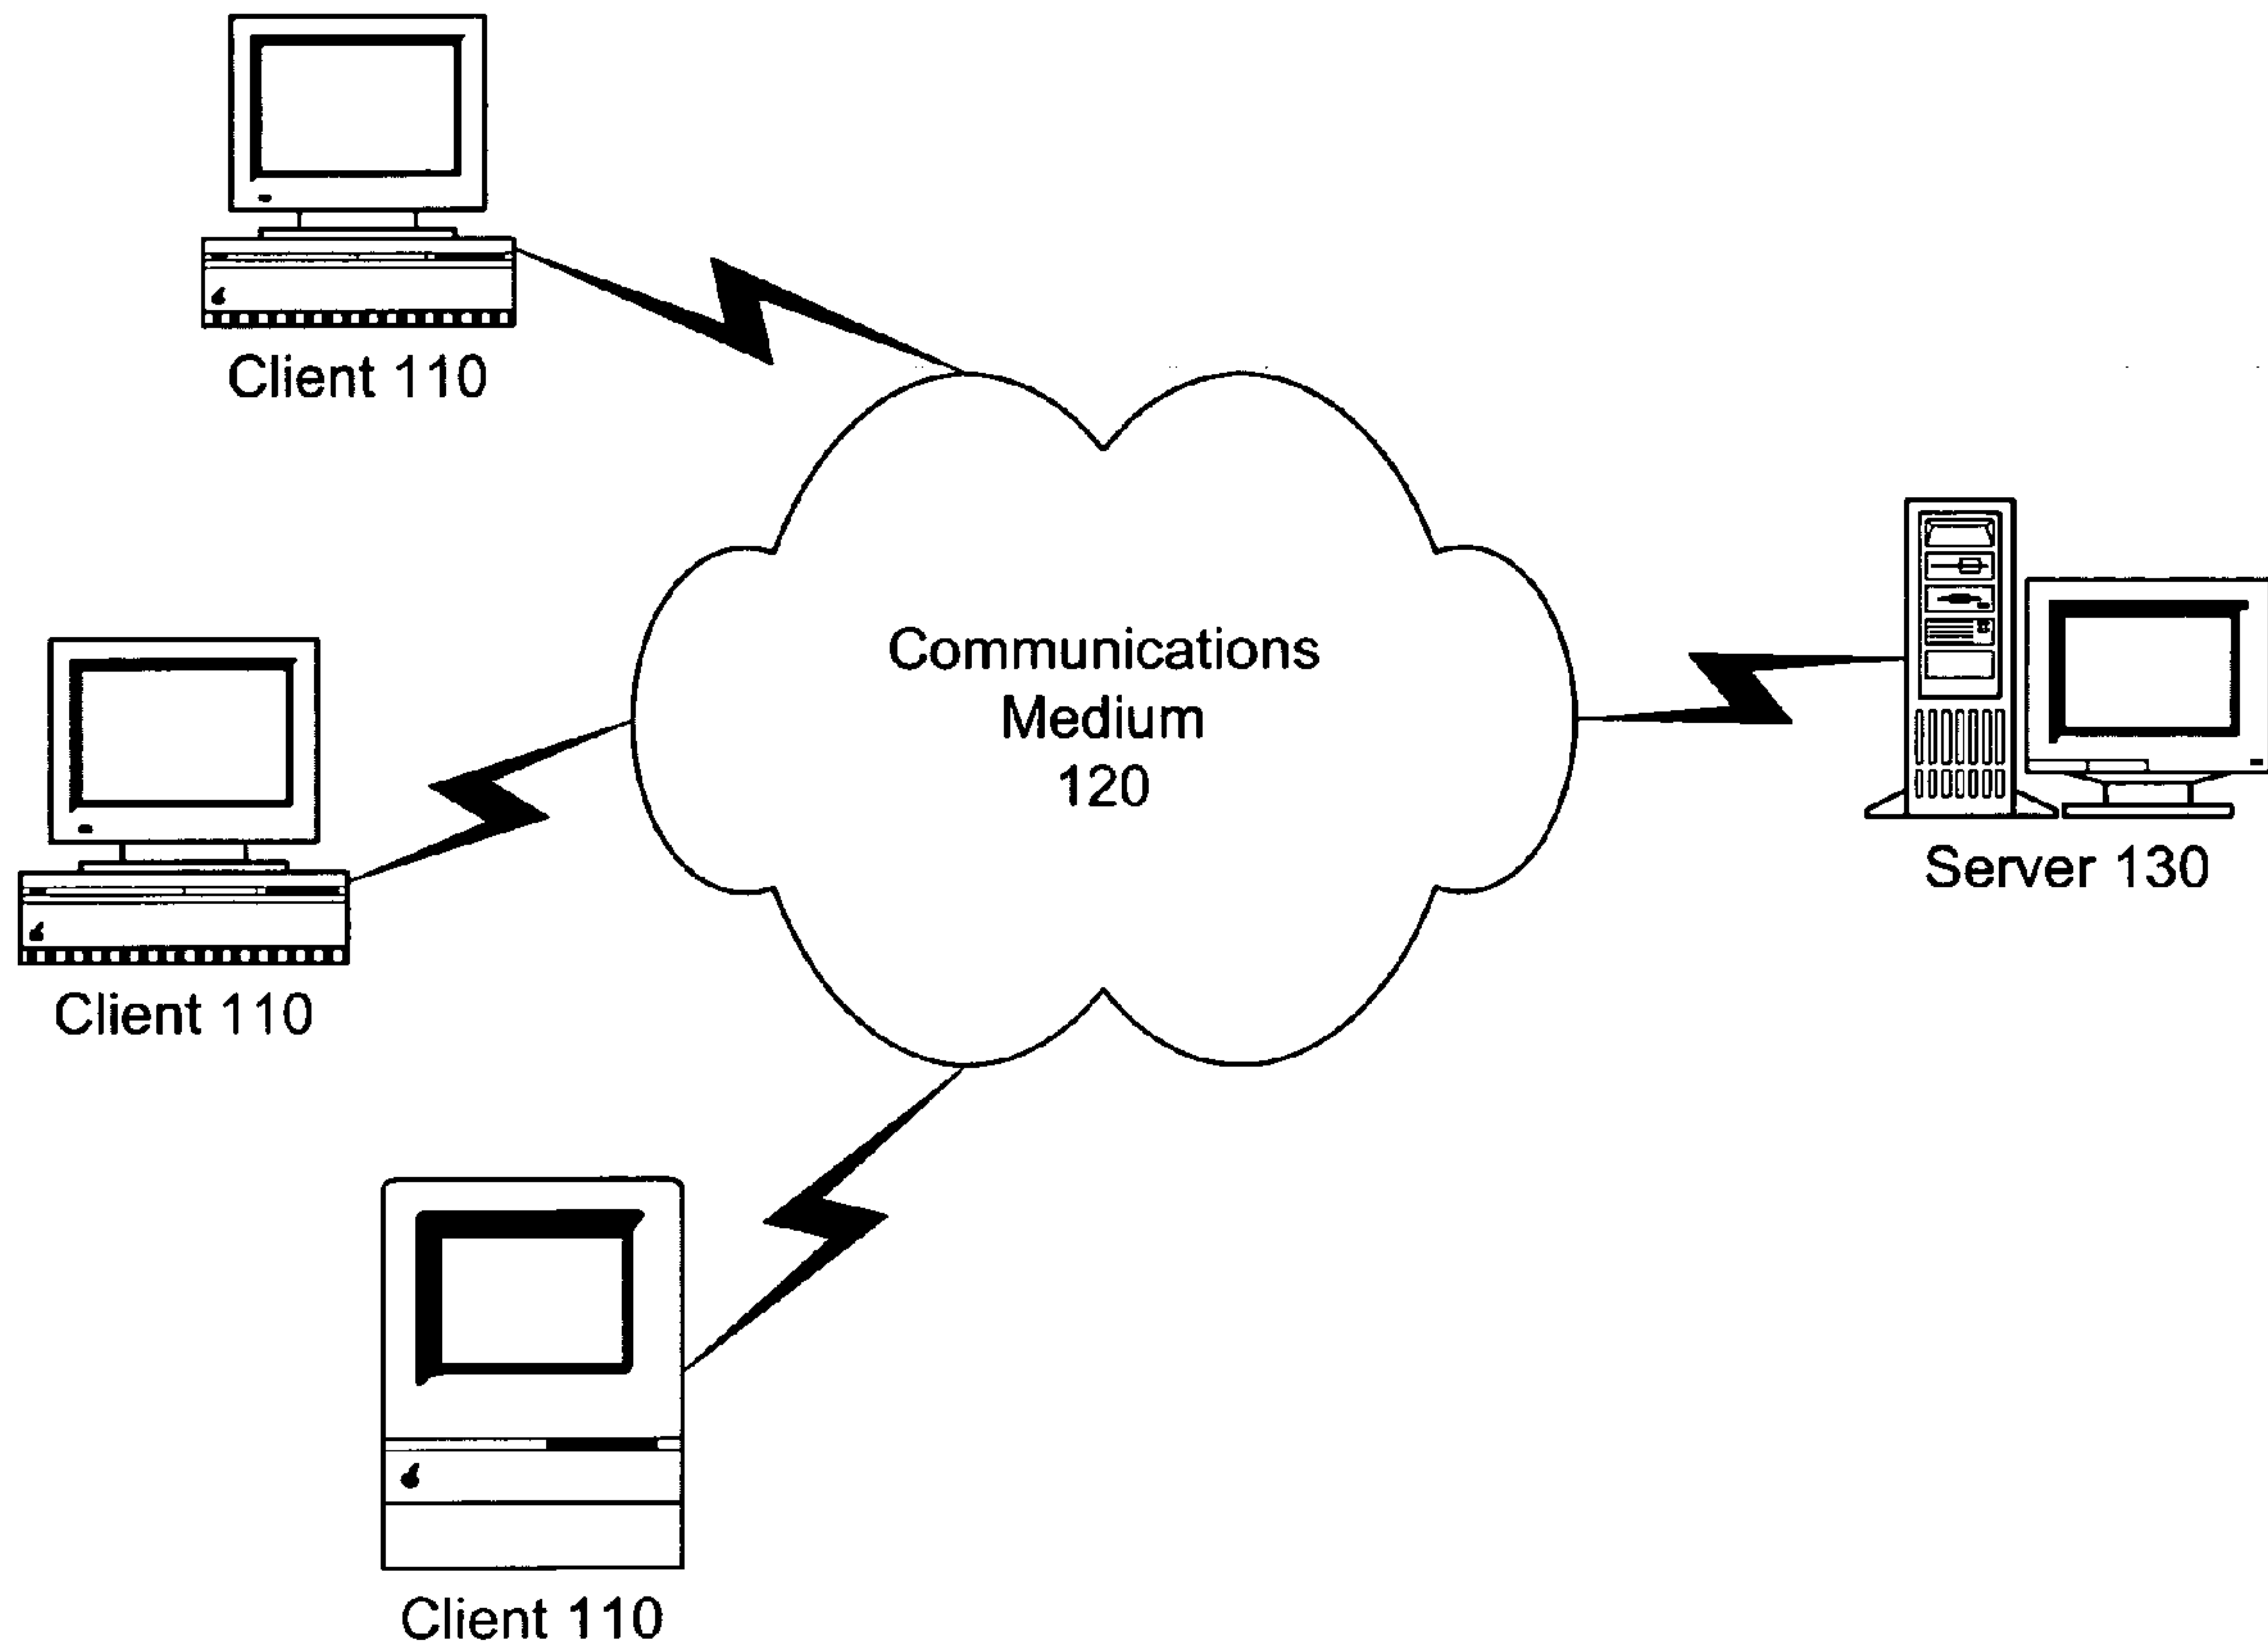 Client 110
Communications
Medium
120
Server 130
Client 110
Client 110